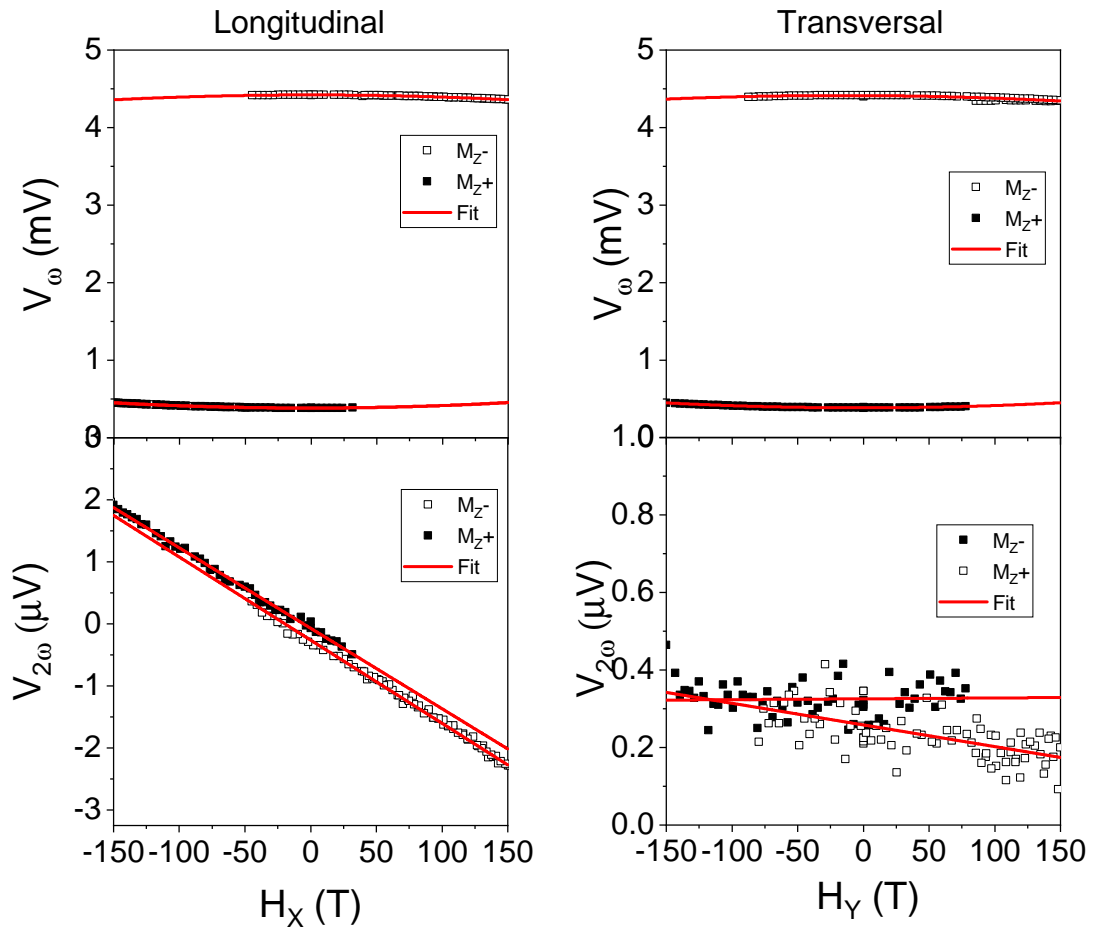 Longitudinal
Transversal
5
4
3
2
1
0
V_ω (mV)
M_Z-
M_Z+
Fit
5
4
3
2
1
0
V_ω (mV)
M_Z-
M_Z+
Fit
3
2
1
0
-1
-2
-3
V_2ω (μV)
M_Z-
M_Z+
Fit
-150 -100 -50 0 50 100 150
H_X (T)
1.0
0.8
0.6
0.4
0.2
0.0
V_2ω (μV)
M_Z-
M_Z+
Fit
-150 -100 -50 0 50 100 150
H_Y (T)